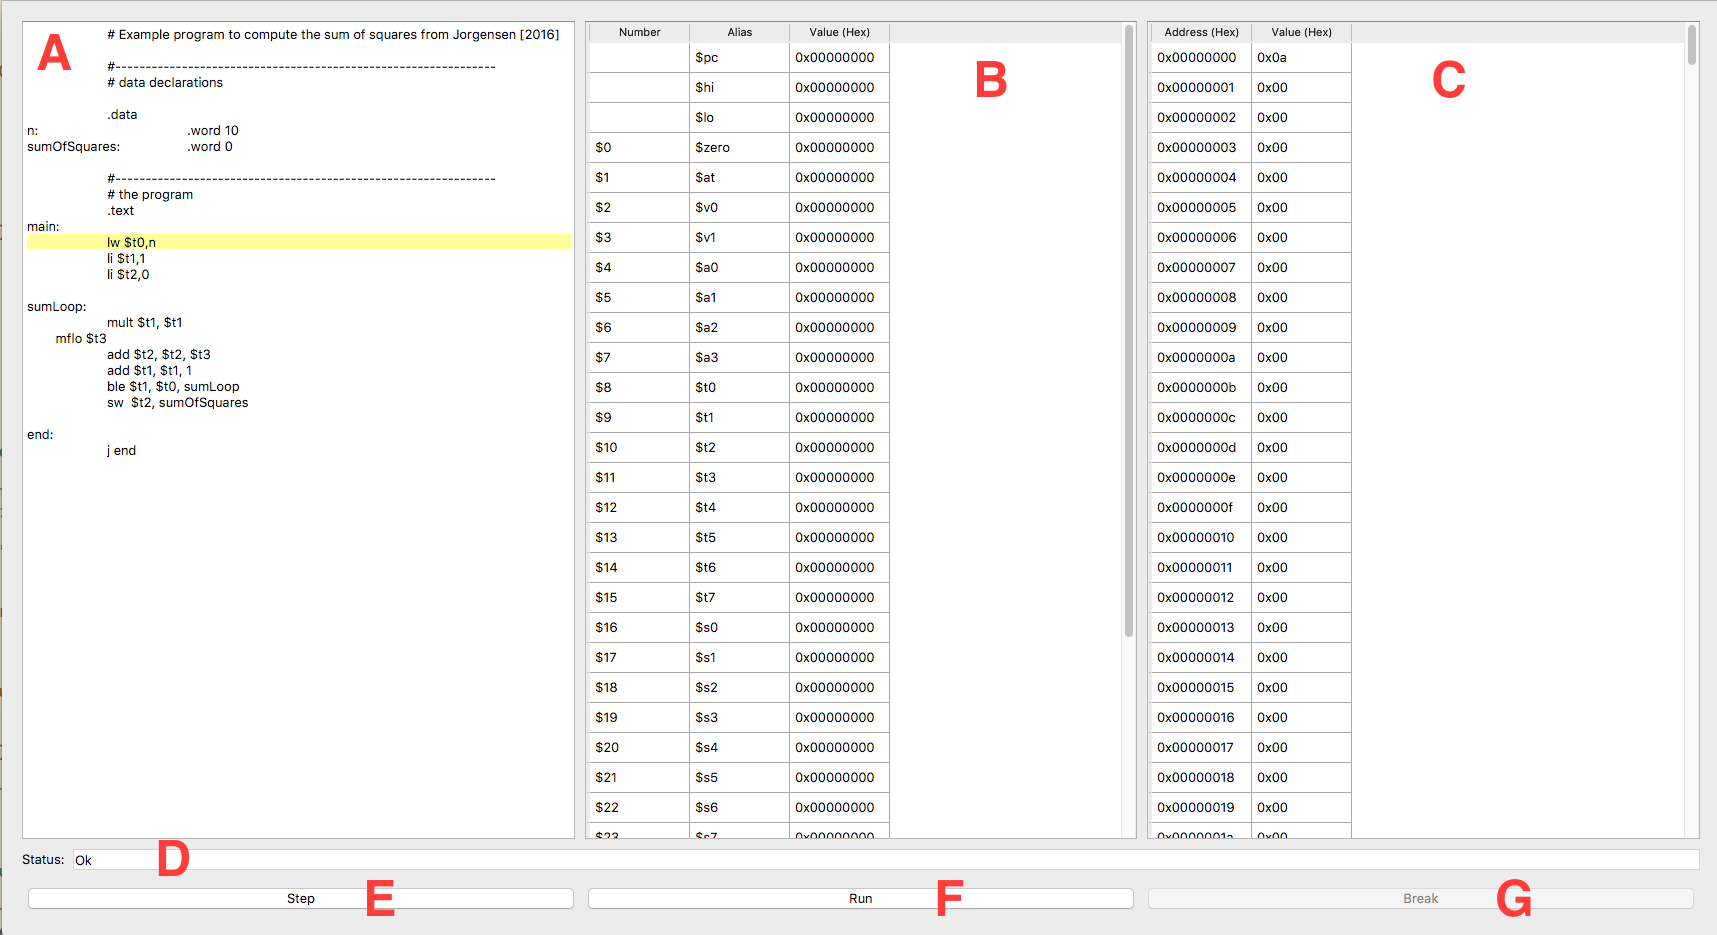 A
# Example program to compute the sum of squares from Jorgensen [2016]
#---------------------------------------------------------------
# data declarations
.data
n: .word 10
sumOfSquares: .word 0
#---------------------------------------------------------------
# the program
.text
main:
lw $t0,n
li $t1,1
li $t2,0
sumLoop:
mult $t1, $t1
mflo $t3
add $t2, $t2, $t3
add $t1, $t1, 1
ble $t1, $t0, sumLoop
sw  $t2, sumOfSquares
end:
j end
B
Number Alias Value (Hex)
$pc 0x00000000
$hi 0x00000000
$lo 0x00000000
$0 $zero 0x00000000
$1 $at 0x00000000
$2 $v0 0x00000000
$3 $v1 0x00000000
$4 $a0 0x00000000
$5 $a1 0x00000000
$6 $a2 0x00000000
$7 $a3 0x00000000
$8 $t0 0x00000000
$9 $t1 0x00000000
$10 $t2 0x00000000
$11 $t3 0x00000000
$12 $t4 0x00000000
$13 $t5 0x00000000
$14 $t6 0x00000000
$15 $t7 0x00000000
$16 $s0 0x00000000
$17 $s1 0x00000000
$18 $s2 0x00000000
$19 $s3 0x00000000
$20 $s4 0x00000000
$21 $s5 0x00000000
$22 $s6 0x00000000
$23 $s7 0x00000000
C
Address (Hex) Value (Hex)
0x00000000 0x0a
0x00000001 0x00
0x00000002 0x00
0x00000003 0x00
0x00000004 0x00
0x00000005 0x00
0x00000006 0x00
0x00000007 0x00
0x00000008 0x00
0x00000009 0x00
0x0000000a 0x00
0x0000000b 0x00
0x0000000c 0x00
0x0000000d 0x00
0x0000000e 0x00
0x0000000f 0x00
0x00000010 0x00
0x00000011 0x00
0x00000012 0x00
0x00000013 0x00
0x00000014 0x00
0x00000015 0x00
0x00000016 0x00
0x00000017 0x00
0x00000018 0x00
0x00000019 0x00
0x0000001a 0x00
Status: Ok D
Step E
Run F
Break G